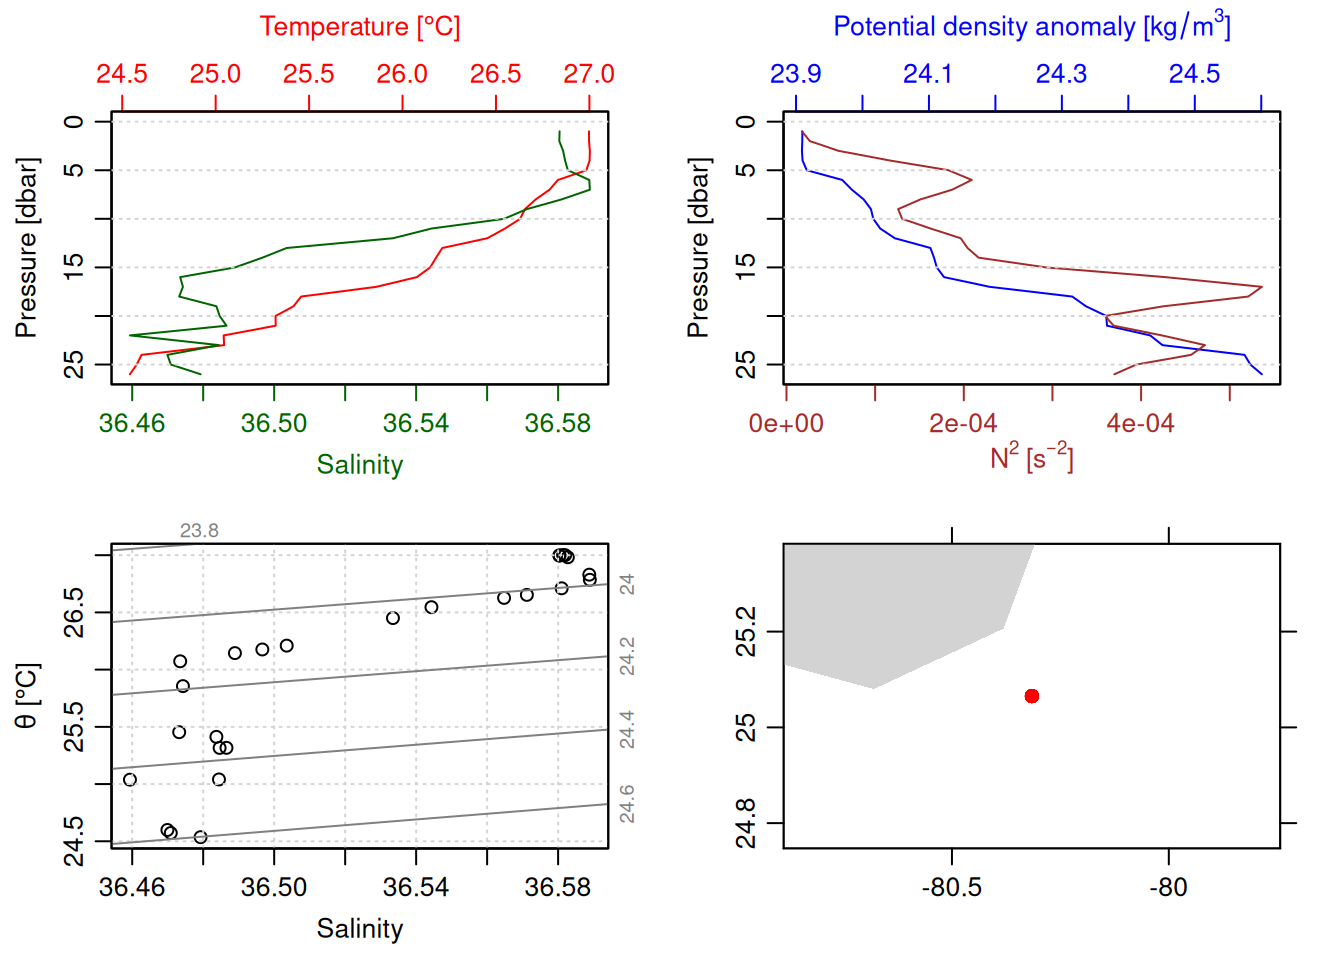 Temperature [°C]
24.5 25.0 25.5 26.0 26.5 27.0
Pressure [dbar]
0
5
15
25
36.46 36.50 36.54 36.58
Salinity
Potential density anomaly [kg/m³]
23.9 24.1 24.3 24.5
Pressure [dbar]
0
5
15
25
0e+00 2e-04 4e-04
N² [s⁻²]
23.8
24
24.2
24.4
24.6
θ [°C]
26.5
25.5
24.5
36.46 36.50 36.54 36.58
Salinity
25.2
25
24.8
-80.5 -80